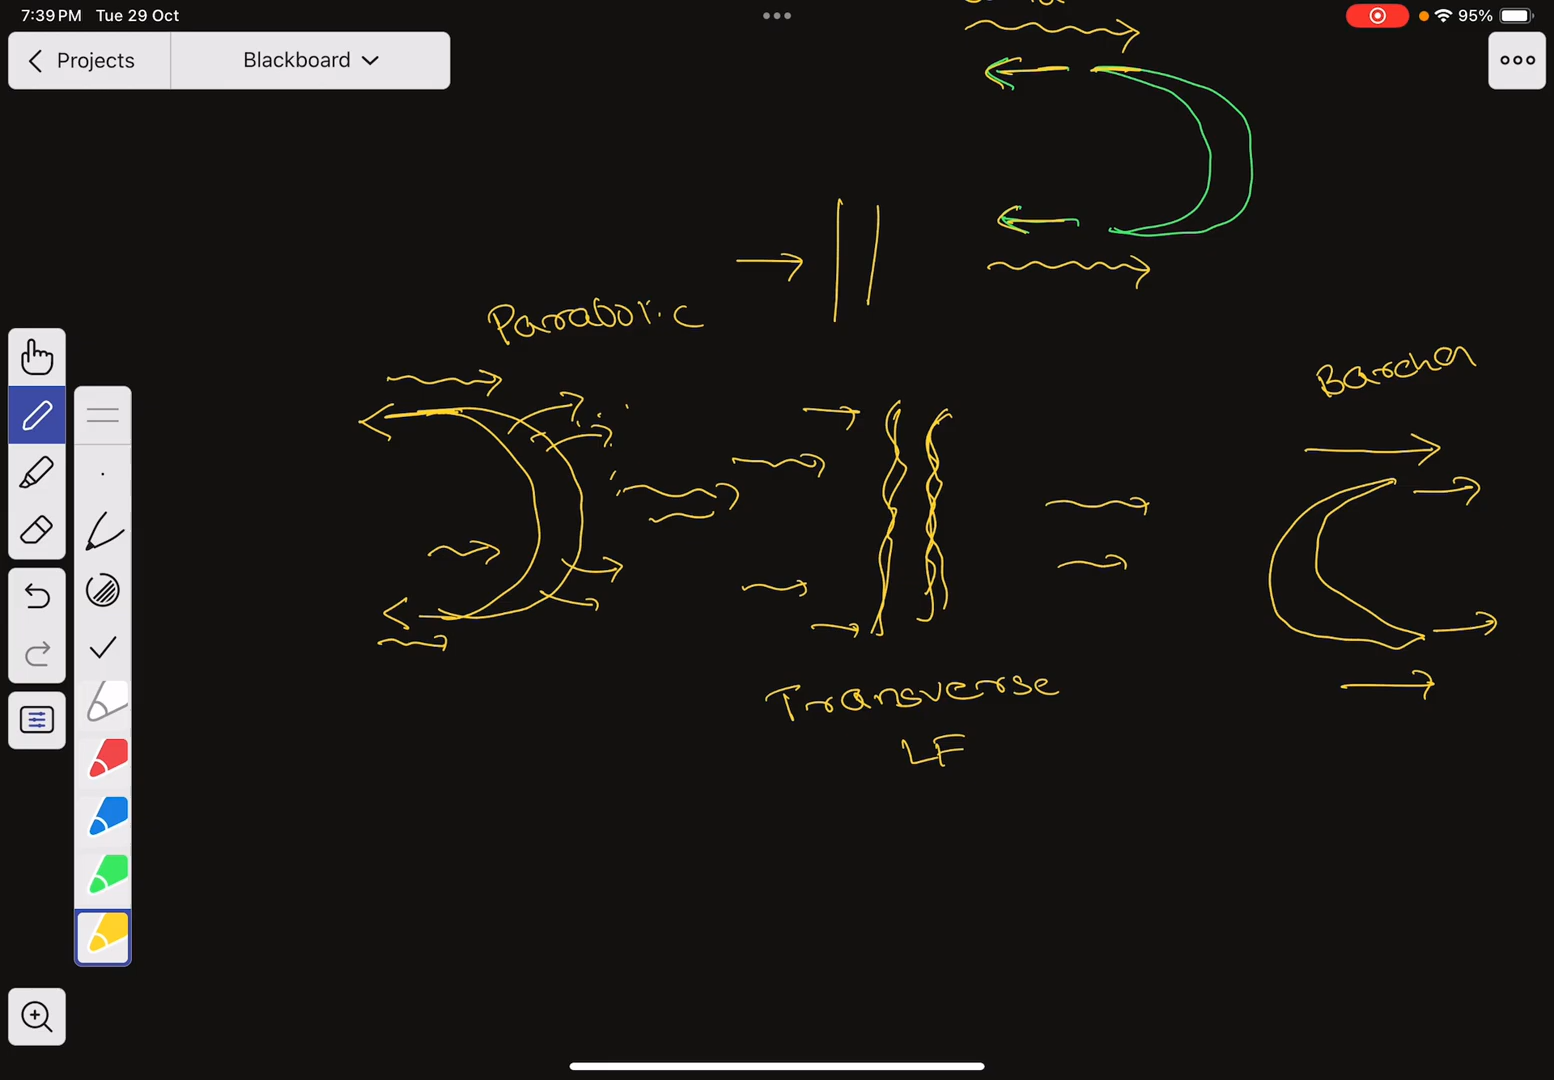 7:39 PM Tue 29 Oct
95%
Projects
Blackboard
Parabolic
Barchan
Transverse
LF